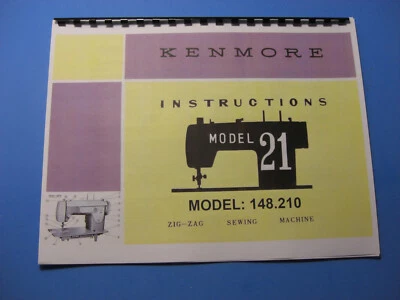 KENMORE
INSTRUCTIONS
MODEL
21
MODEL: 148.210
ZIG-ZAG SEWING MACHINE